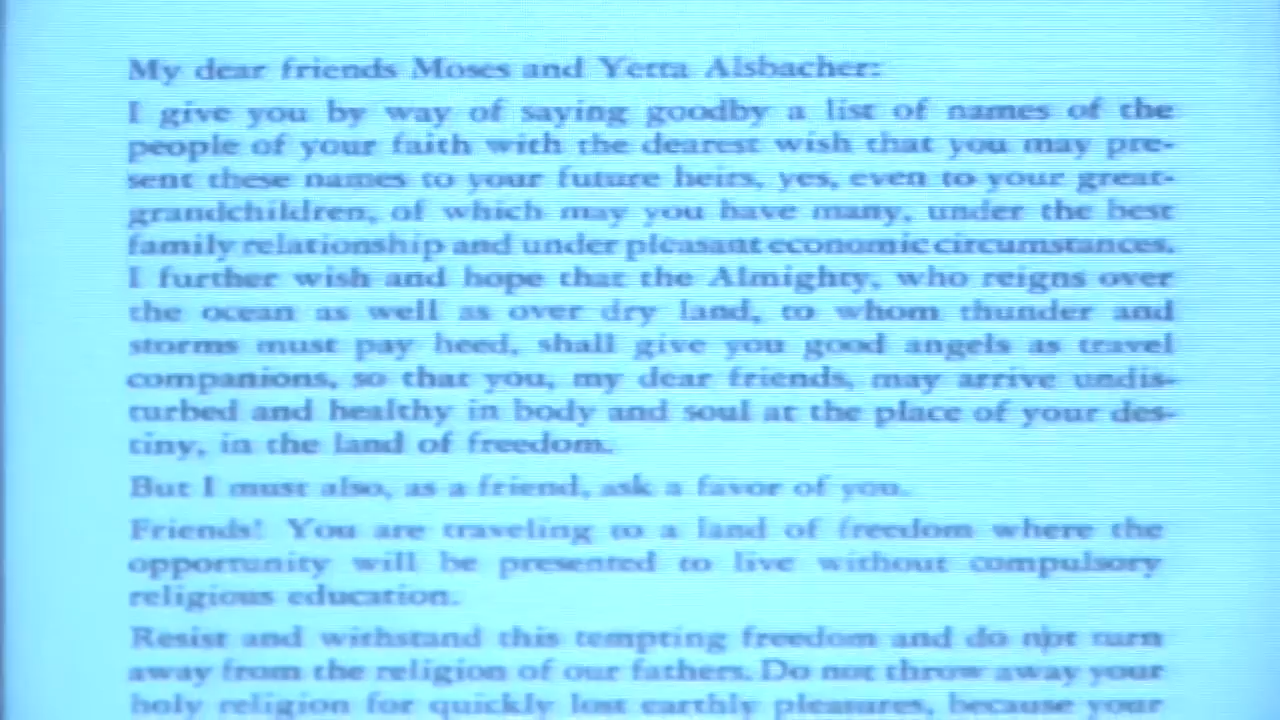 My dear friends Moses and Yetta Alsbacher:
I give you by way of saying goodby a list of names of the
people of your faith with the dearest wish that you may pre-
sent these names to your future heirs, yes, even to your great-
grandchildren, of which may you have many, under the best
family relationship and under pleasant economic circumstances.
I further wish and hope that the Almighty, who reigns over
the ocean as well as over dry land, to whom thunder and
storms must pay heed, shall give you good angels as travel
companions, so that you, my dear friends, may arrive undis-
turbed and healthy in body and soul at the place of your des-
tiny, in the land of freedom.
But I must also, as a friend, ask a favor of you.
Friends! You are traveling to a land of freedom where the
opportunity will be presented to live without compulsory
religious education.
Resist and withstand this tempting freedom and do not turn
away from the religion of our fathers. Do not throw away your
holy religion for quickly lost earthly pleasures, because your